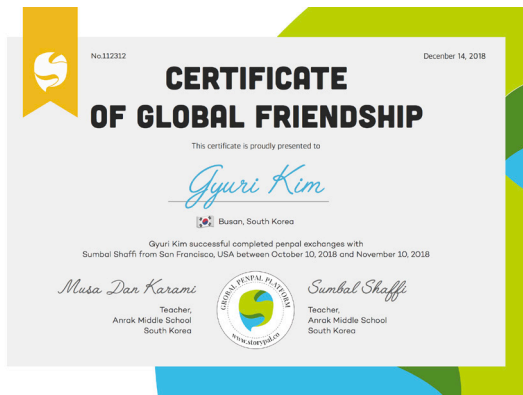 No.112312
December 14, 2018
CERTIFICATE
OF GLOBAL FRIENDSHIP
This certificate is proudly presented to
Gyuri Kim
Busan, South Korea
Gyuri Kim successful completed penpal exchanges with
Sumbal Shaffi from San Francisco, USA between October 10, 2018 and November 10, 2018
Musa Dan Karami
Teacher,
Anrak Middle School
South Korea
GROBAL PENPAL PLATFORM
www.storypal.co
Sumbal Shaffi
Teacher,
Anrak Middle School
South Korea